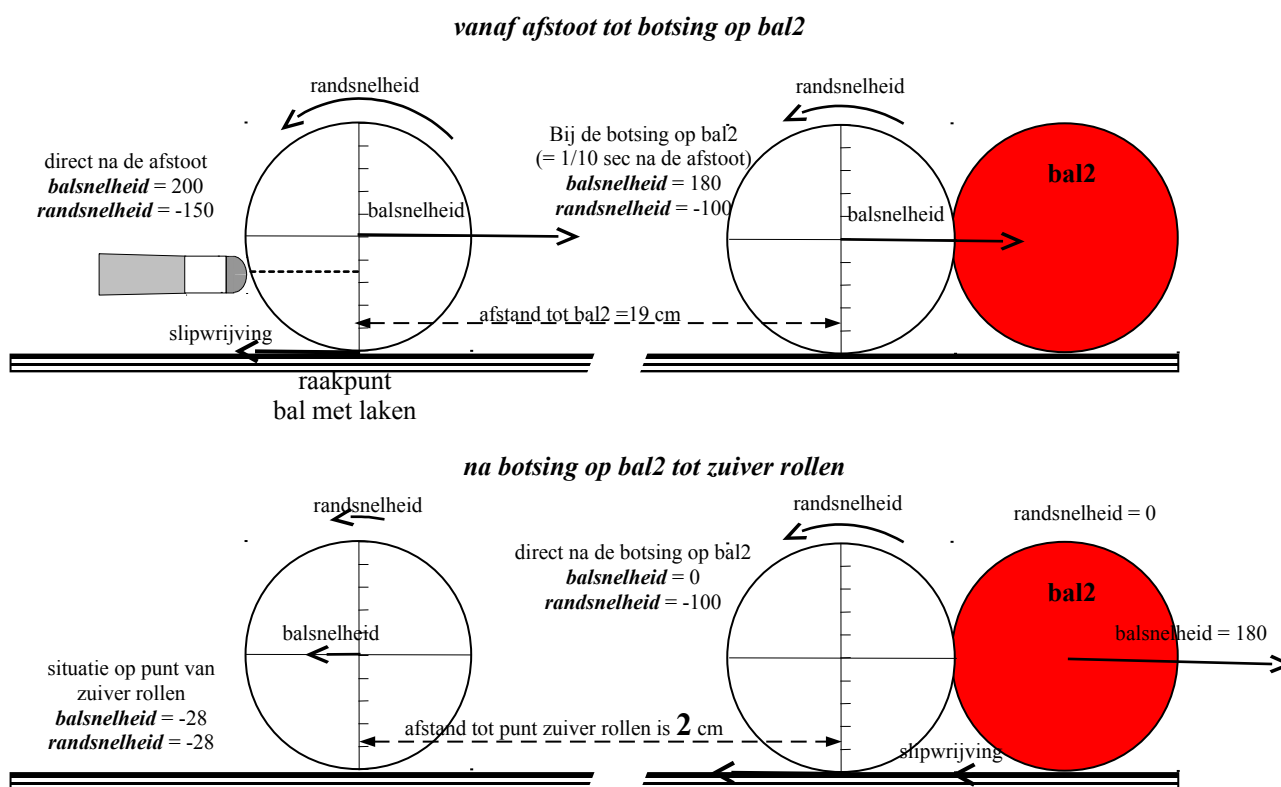 vanaf afstoot tot botsing op bal2
randsnelheid
randsnelheid
direct na de afstoot
balsnelheid = 200
randsnelheid = -150
balsnelheid
Bij de botsing op bal2
(= 1/10 sec na de afstoot)
balsnelheid = 180
randsnelheid = -100
balsnelheid
bal2
afstand tot bal2 =19 cm
slipwrijving
raakpunt
bal met laken
na botsing op bal2 tot zuiver rollen
randsnelheid
randsnelheid
randsnelheid = 0
direct na de botsing op bal2
balsnelheid = 0
randsnelheid = -100
bal2
balsnelheid
balsnelheid = 180
situatie op punt van
zuiver rollen
balsnelheid = -28
randsnelheid = -28
afstand tot punt zuiver rollen is 2 cm
slipwrijving